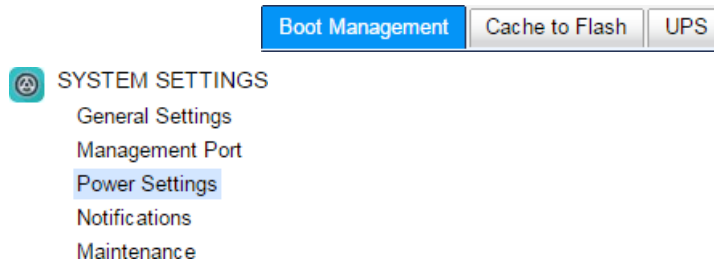 Boot Management Cache to Flash UPS
SYSTEM SETTINGS
General Settings
Management Port
Power Settings
Notifications
Maintenance